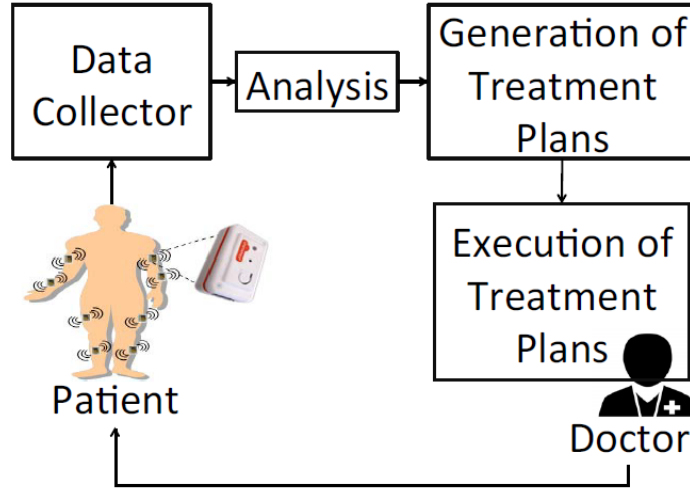 Data
Collector
Analysis
Generation of
Treatment
Plans
Execution of
Treatment
Plans
Patient
Doctor